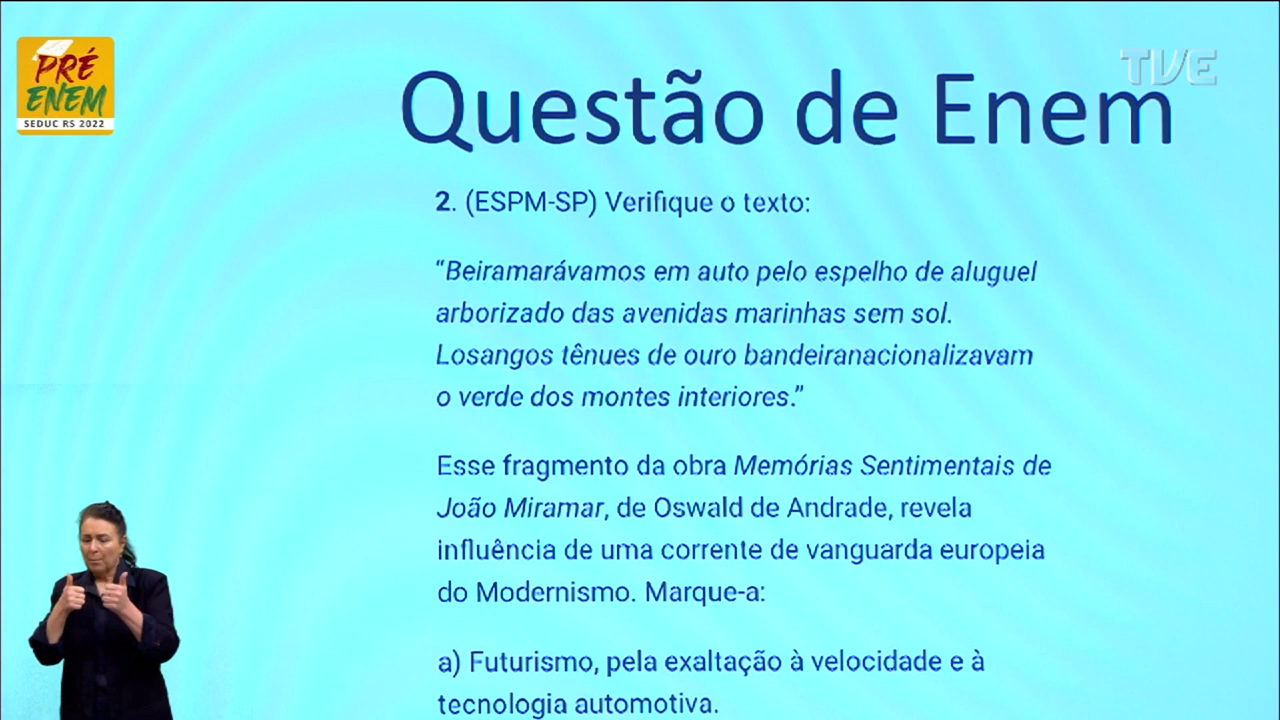 PRÉ
ENEM
SEDUC RS 2022
TVE
Questão de Enem
2. (ESPM-SP) Verifique o texto:
“Beiramarávamos em auto pelo espelho de aluguel
arborizado das avenidas marinhas sem sol.
Losangos tênues de ouro bandeiranacionalizavam
o verde dos montes interiores.”
Esse fragmento da obra Memórias Sentimentais de
João Miramar, de Oswald de Andrade, revela
influência de uma corrente de vanguarda europeia
do Modernismo. Marque-a:
a) Futurismo, pela exaltação à velocidade e à
tecnologia automotiva.